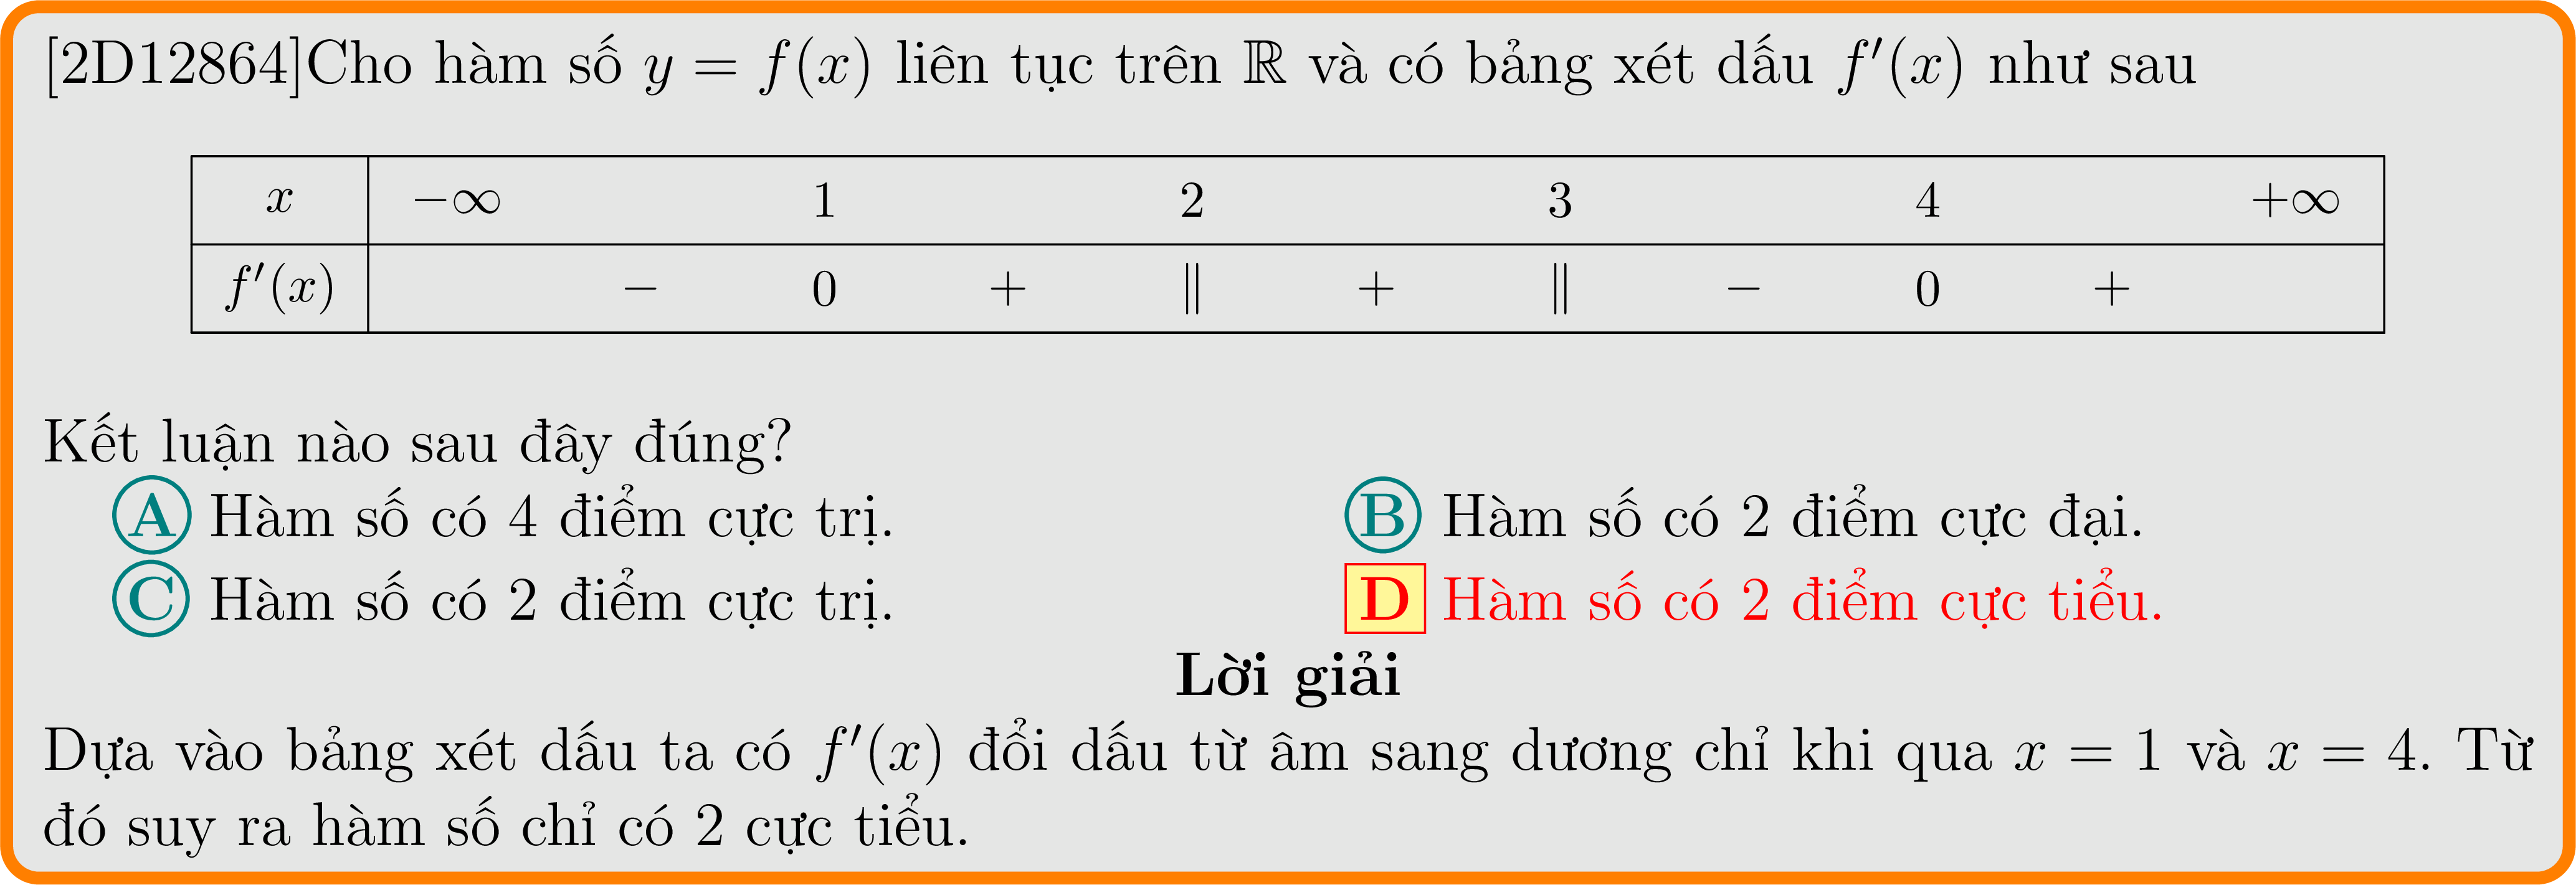 [2D12864]Cho hàm số y = f(x) liên tục trên ℝ và có bảng xét dấu f′(x) như sau
x −∞ 1 2 3 4 +∞
f′(x) − 0 + || + || − 0 +
Kết luận nào sau đây đúng?
A Hàm số có 4 điểm cực trị. B Hàm số có 2 điểm cực đại.
C Hàm số có 2 điểm cực trị. D Hàm số có 2 điểm cực tiểu.
Lời giải
Dựa vào bảng xét dấu ta có f′(x) đổi dấu từ âm sang dương chỉ khi qua x = 1 và x = 4. Từ
đó suy ra hàm số chỉ có 2 cực tiểu.